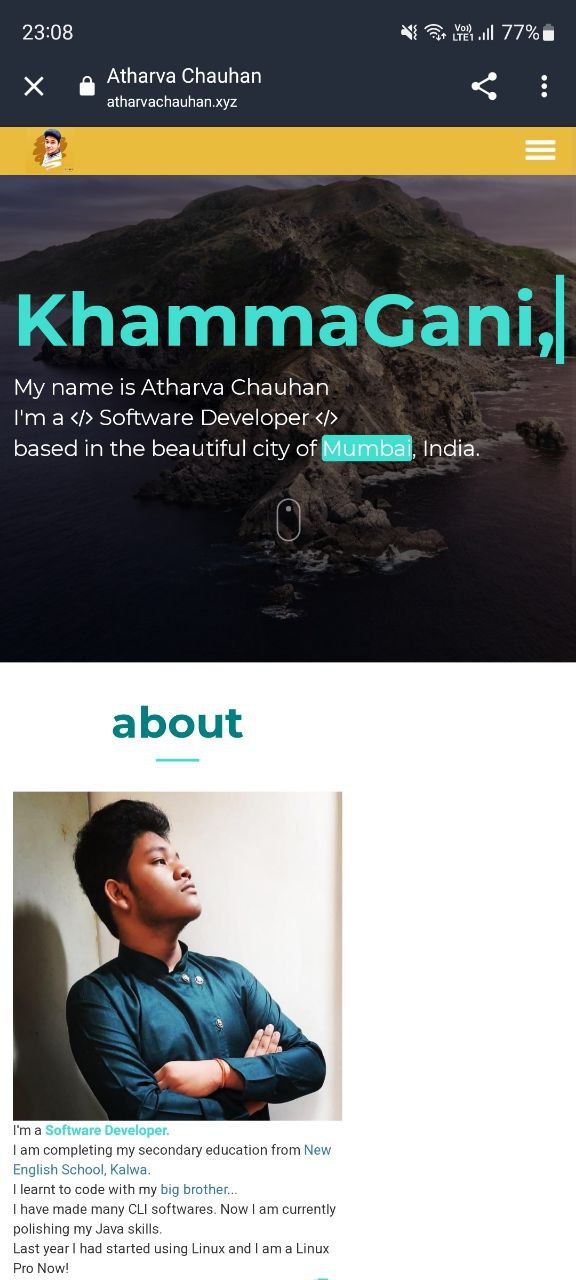 23:08
Vo))
LTE1
77%
Atharva Chauhan
atharvachauhan.xyz
KhammaGani,
My name is Atharva Chauhan
I'm a </> Software Developer </>
based in the beautiful city of Mumbai, India.
about
I'm a Software Developer.
I am completing my secondary education from New
English School, Kalwa.
I learnt to code with my big brother...
I have made many CLI softwares. Now I am currently
polishing my Java skills.
Last year I had started using Linux and I am a Linux
Pro Now!